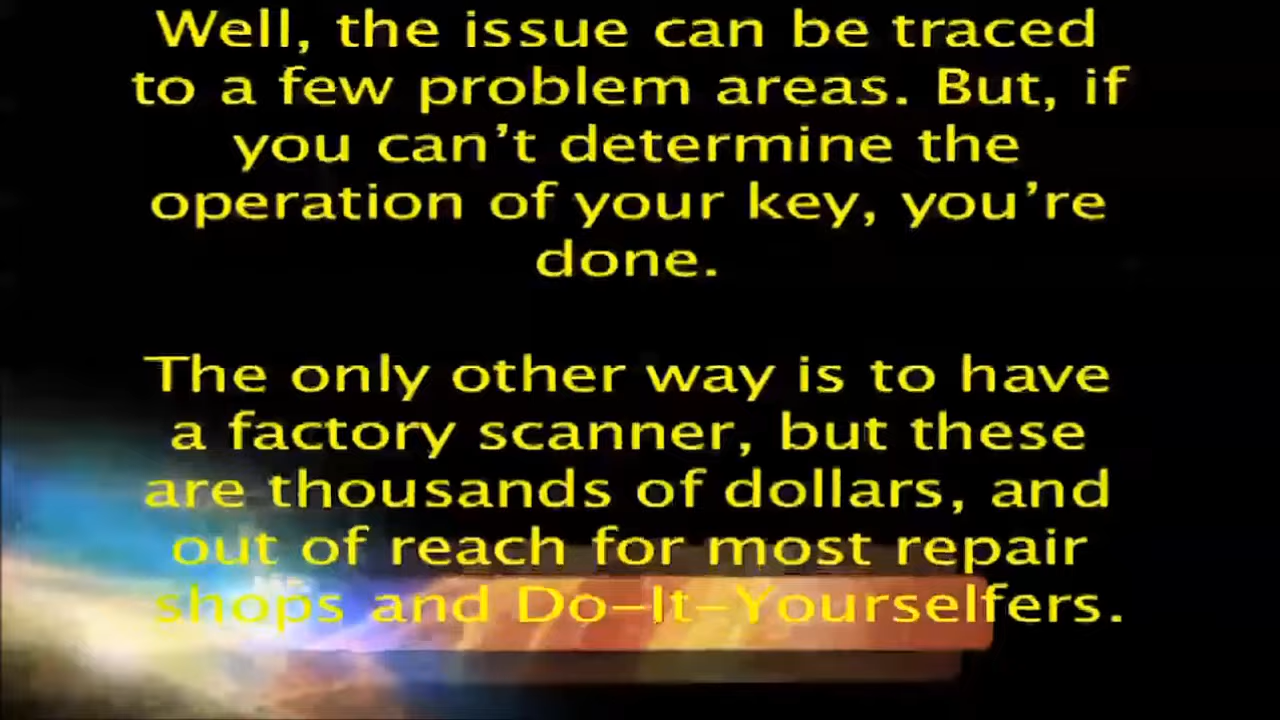 Well, the issue can be traced
to a few problem areas. But, if
you can’t determine the
operation of your key, you’re
done.
The only other way is to have
a factory scanner, but these
are thousands of dollars, and
out of reach for most repair
shops and Do–It–Yourselfers.